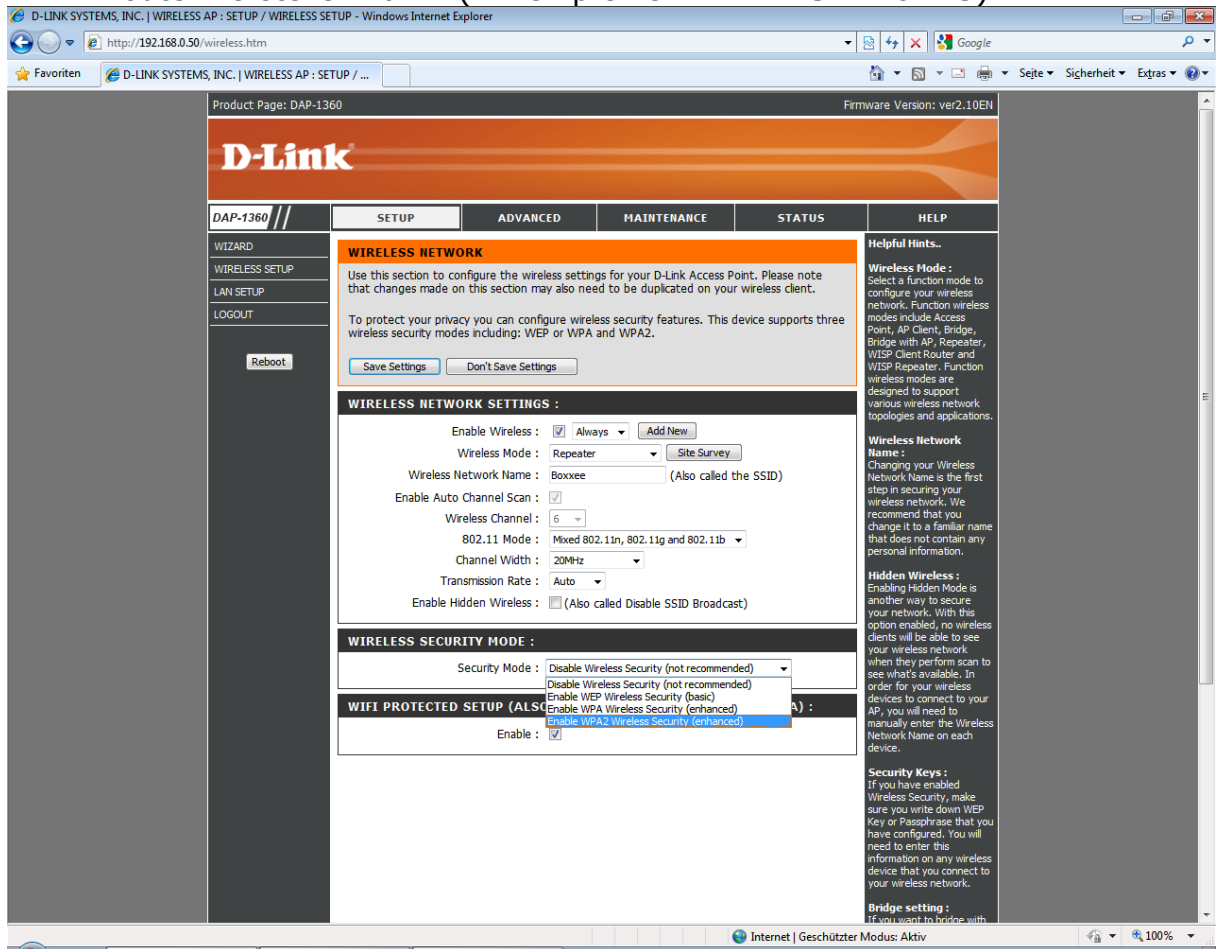 D-LINK SYSTEMS, INC. | WIRELESS AP : SETUP / WIRELESS SETUP - Windows Internet Explorer
http://192.168.0.50/wireless.htm
Google
Favoriten
D-LINK SYSTEMS, INC. | WIRELESS AP : SETUP / ...
Seite
Sicherheit
Extras
Product Page: DAP-1360
Firmware Version: ver2.10EN
D-Link
DAP-1360
SETUP
ADVANCED
MAINTENANCE
STATUS
HELP
WIZARD
WIRELESS SETUP
LAN SETUP
LOGOUT
Reboot
WIRELESS NETWORK
Use this section to configure the wireless settings for your D-Link Access Point. Please note
that changes made on this section may also need to be duplicated on your wireless client.
To protect your privacy you can configure wireless security features. This device supports three
wireless security modes including: WEP or WPA and WPA2.
Save Settings
Don't Save Settings
WIRELESS NETWORK SETTINGS :
Enable Wireless : Always Add New
Wireless Mode : Repeater Site Survey
Wireless Network Name : Boxxee (Also called the SSID)
Enable Auto Channel Scan :
Wireless Channel : 6
802.11 Mode : Mixed 802.11n, 802.11g and 802.11b
Channel Width : 20MHz
Transmission Rate : Auto
Enable Hidden Wireless : (Also called Disable SSID Broadcast)
WIRELESS SECURITY MODE :
Security Mode : Disable Wireless Security (not recommended)
Disable Wireless Security (not recommended)
Enable WEP Wireless Security (basic)
Enable WPA Wireless Security (enhanced)
Enable WPA2 Wireless Security (enhanced)
WIFI PROTECTED SETUP (ALSO
A) :
Enable :
Helpful Hints..
Wireless Mode :
Select a function mode to
configure your wireless
network. Function wireless
modes include Access
Point, AP Client, Bridge,
Bridge with AP, Repeater,
WISP Client Router and
WISP Repeater. Function
wireless modes are
designed to support
various wireless network
topologies and applications.
Wireless Network
Name :
Changing your Wireless
Network Name is the first
step in securing your
wireless network. We
recommend that you
change it to a familiar name
that does not contain any
personal information.
Hidden Wireless :
Enabling Hidden Mode is
another way to secure
your network. With this
option enabled, no wireless
clients will be able to see
your wireless network
when they perform scan to
see what's available. In
order for your wireless
devices to connect to your
AP, you will need to
manually enter the Wireless
Network Name on each
device.
Security Keys :
If you have enabled
Wireless Security, make
sure you write down WEP
Key or Passphrase that you
have configured. You will
need to enter this
information on any wireless
device that you connect to
your wireless network.
Bridge setting :
If you want to bridge with
Internet | Geschützter Modus: Aktiv
100%